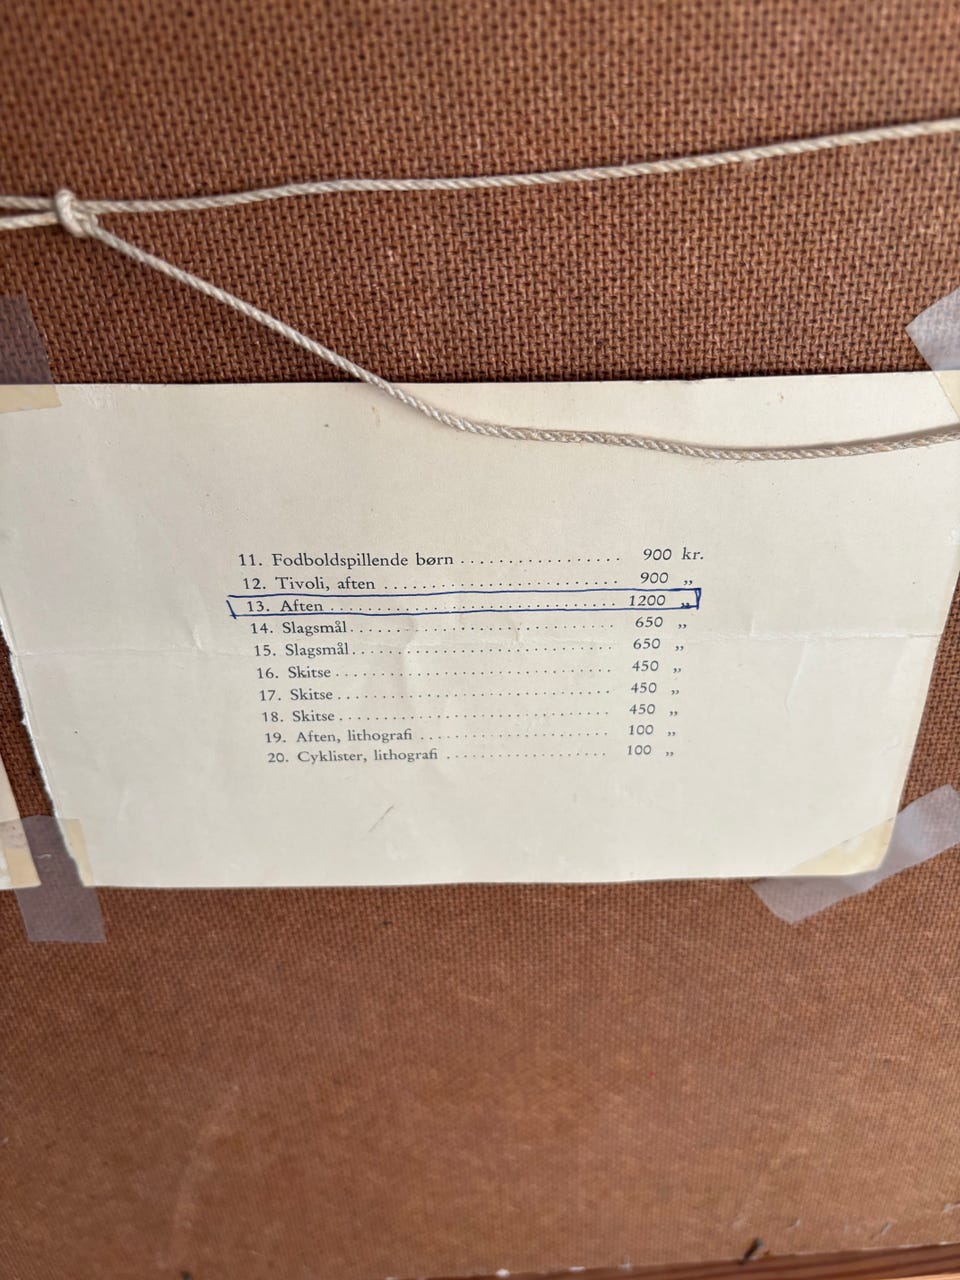 11. Fodboldspillende børn .................. 900 kr.
12. Tivoli, aften .......................... 900 „
13. Aften ................................ 1200 „
14. Slagsmål .............................. 650 „
15. Slagsmål .............................. 650 „
16. Skitse ................................ 450 „
17. Skitse ................................ 450 „
18. Skitse ................................ 450 „
19. Aften, lithografi ...................... 100 „
20. Cyklister, lithografi .................. 100 „